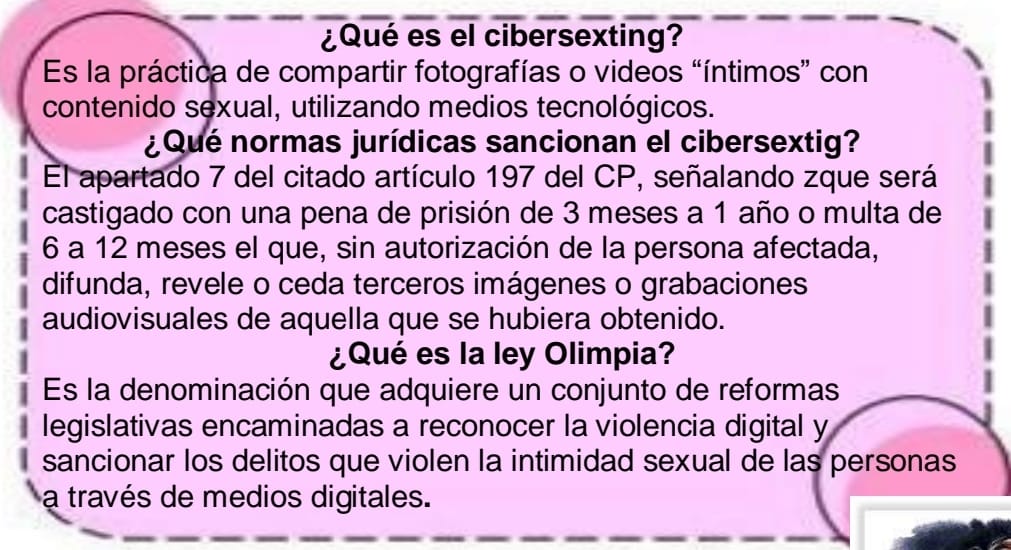 ¿Qué es el cibersexting?
Es la práctica de compartir fotografías o videos “íntimos” con
contenido sexual, utilizando medios tecnológicos.
¿Qué normas jurídicas sancionan el cibersextig?
El apartado 7 del citado artículo 197 del CP, señalando zque será
castigado con una pena de prisión de 3 meses a 1 año o multa de
6 a 12 meses el que, sin autorización de la persona afectada,
difunda, revele o ceda terceros imágenes o grabaciones
audiovisuales de aquella que se hubiera obtenido.
¿Qué es la ley Olimpia?
Es la denominación que adquiere un conjunto de reformas
legislativas encaminadas a reconocer la violencia digital y
sancionar los delitos que violen la intimidad sexual de las personas
a través de medios digitales.